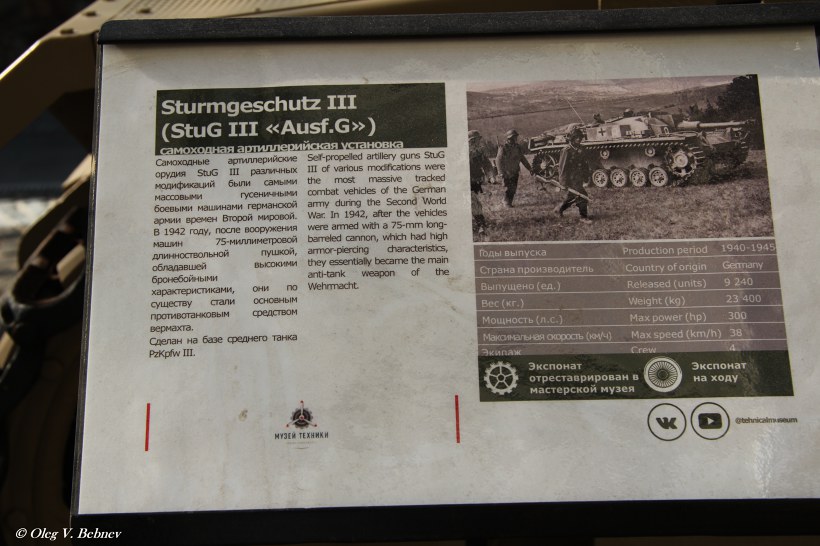 Sturmgeschutz III
(StuG III «Ausf.G»)
самоходная артиллерийская установка
Самоходные артиллерийские
орудия StuG III различных
модификаций были самыми
массовыми гусеничными
боевыми машинами германской
армии времен Второй мировой.
В 1942 году, после вооружения
машин 75-миллиметровой
длинноствольной пушкой,
обладавшей высокими
бронебойными
характеристиками, они по
существу стали основным
противотанковым средством
вермахта.
Сделан на базе среднего танка
PzKpfw III.
Self-propelled artillery guns StuG
III of various modifications were
the most massive tracked
combat vehicles of the German
army during the Second World
War. In 1942, after the vehicles
were armed with a 75-mm long-
barreled cannon, which had high
armor-piercing characteristics,
they essentially became the main
anti-tank weapon of the
Wehrmacht.
Годы выпуска Production period 1940-1945
Страна производитель Country of origin Germany
Выпущено (ед.) Released (units) 9 240
Вес (кг.) Weight (kg) 23 400
Мощность (л.с.) Max power (hp) 300
Максимальная скорость (км/ч) Max speed (km/h) 38
Экипаж Crew 4
Экспонат
отреставрирован в
мастерской музея
Экспонат
на ходу
МУЗЕЙ ТЕХНИКИ
@tehnicalmuseum
© Oleg V. Bebnev